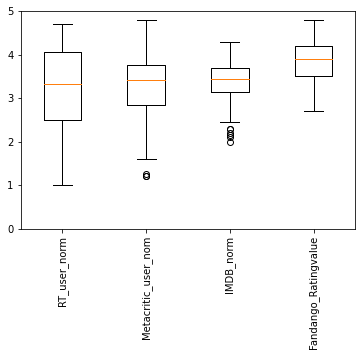 5
4
3
2
1
0
RT_user_norm
Metacritic_user_nom
IMDB_norm
Fandango_Ratingvalue